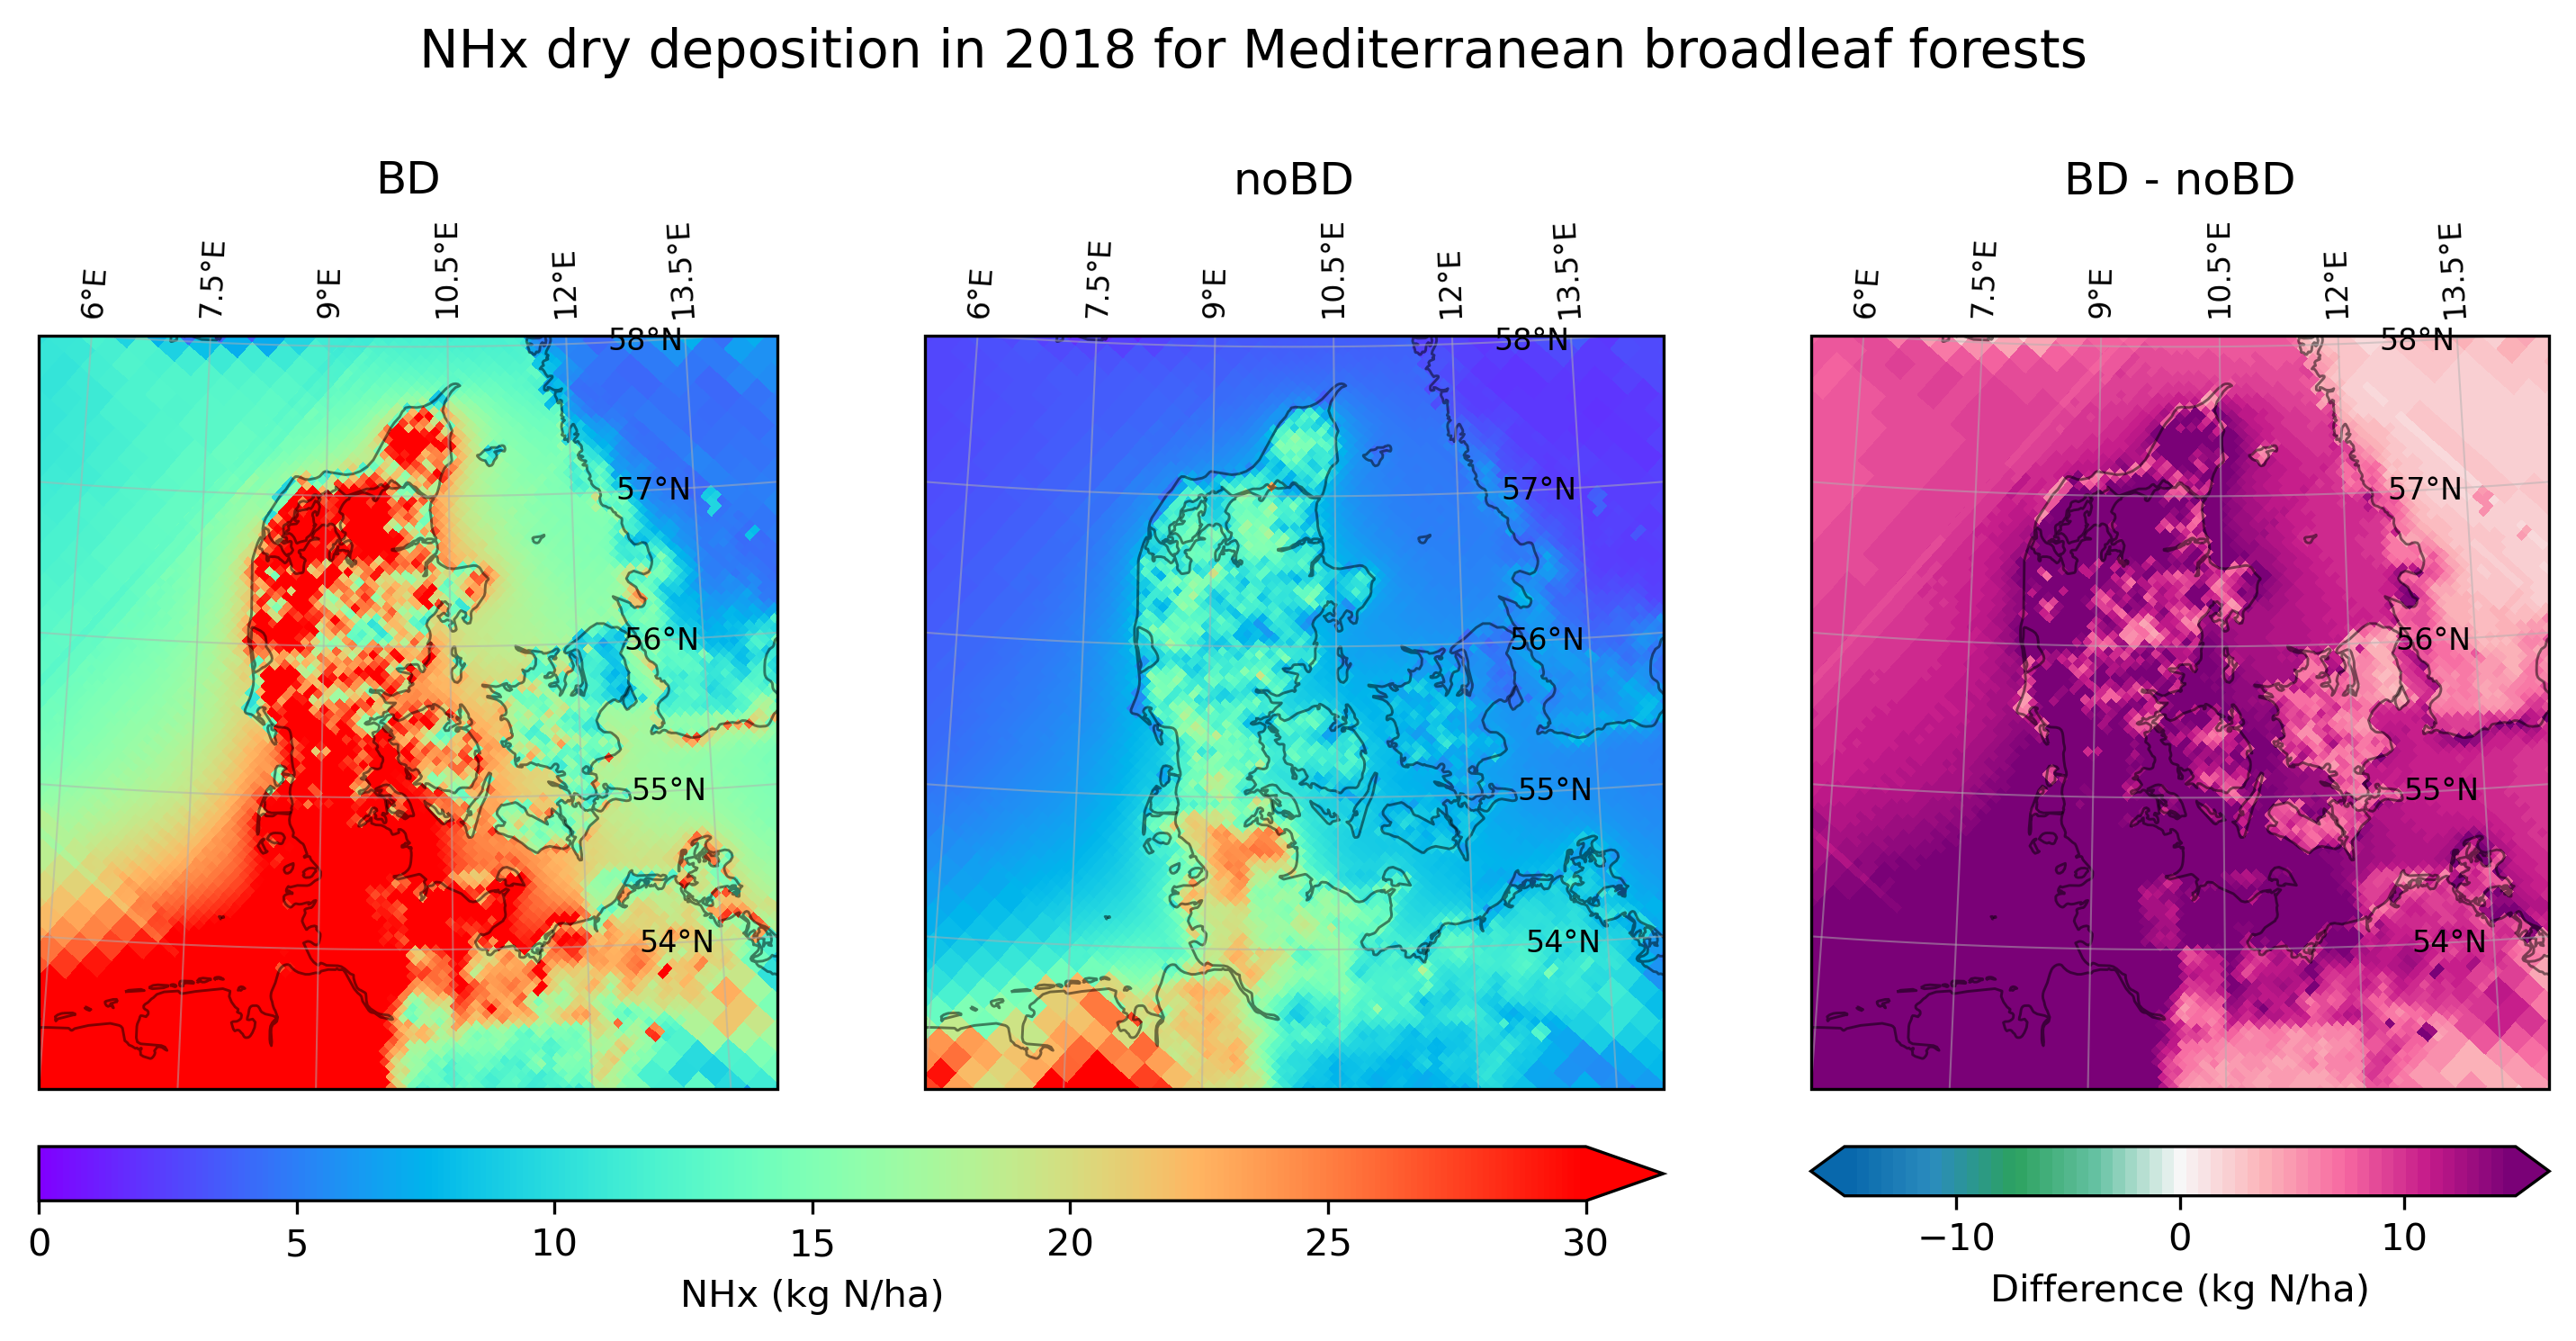 NHx dry deposition in 2018 for Mediterranean broadleaf forests
BD
noBD
BD - noBD
6°E 7.5°E 9°E 10.5°E 12°E 13.5°E
6°E 7.5°E 9°E 10.5°E 12°E 13.5°E
6°E 7.5°E 9°E 10.5°E 12°E 13.5°E
58°N 58°N 58°N
57°N 57°N 57°N
56°N 56°N 56°N
55°N 55°N 55°N
54°N 54°N 54°N
0 5 10 15 20 25 30
NHx (kg N/ha)
−10 0 10
Difference (kg N/ha)